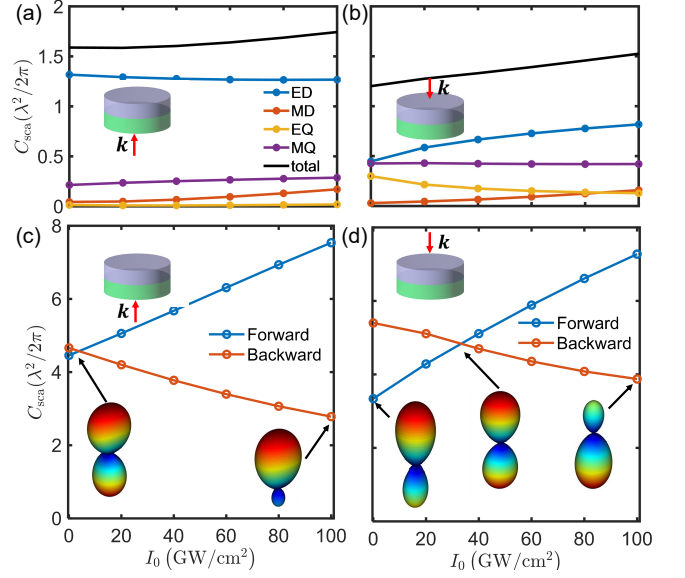 (a)
2
1.5
1
0.5
0
C_sca(λ²/2π)
k
ED
MD
EQ
MQ
total
(b)
k
(c)
8
6
4
2
0
C_sca(λ²/2π)
k
Forward
Backward
0 20 40 60 80 100
I₀ (GW/cm²)
(d)
k
Forward
Backward
0 20 40 60 80 100
I₀ (GW/cm²)